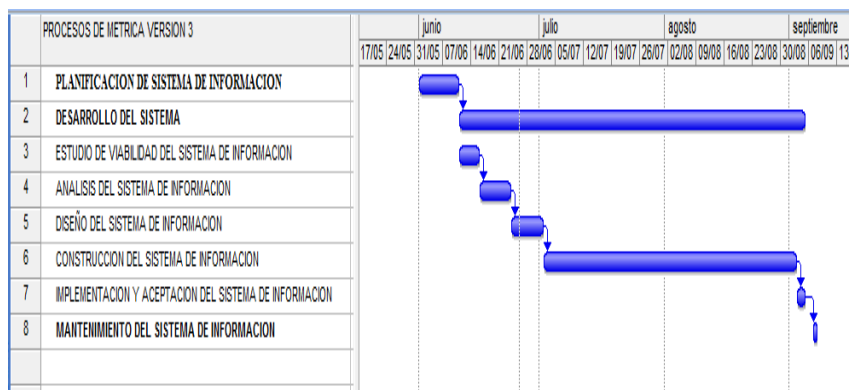 PROCESOS DE METRICA VERSION 3
junio julio agosto septiembre
17/05 24/05 31/05 07/06 14/06 21/06 28/06 05/07 12/07 19/07 26/07 02/08 09/08 16/08 23/08 30/08 06/09 13
1 PLANIFICACION DE SISTEMA DE INFORMACION
2 DESARROLLO DEL SISTEMA
3 ESTUDIO DE VIABILIDAD DEL SISTEMA DE INFORMACION
4 ANALISIS DEL SISTEMA DE INFORMACION
5 DISEÑO DEL SISTEMA DE INFORMACION
6 CONSTRUCCION DEL SISTEMA DE INFORMACION
7 IMPLEMENTACION Y ACEPTACION DEL SISTEMA DE INFORMACION
8 MANTENIMIENTO DEL SISTEMA DE INFORMACION